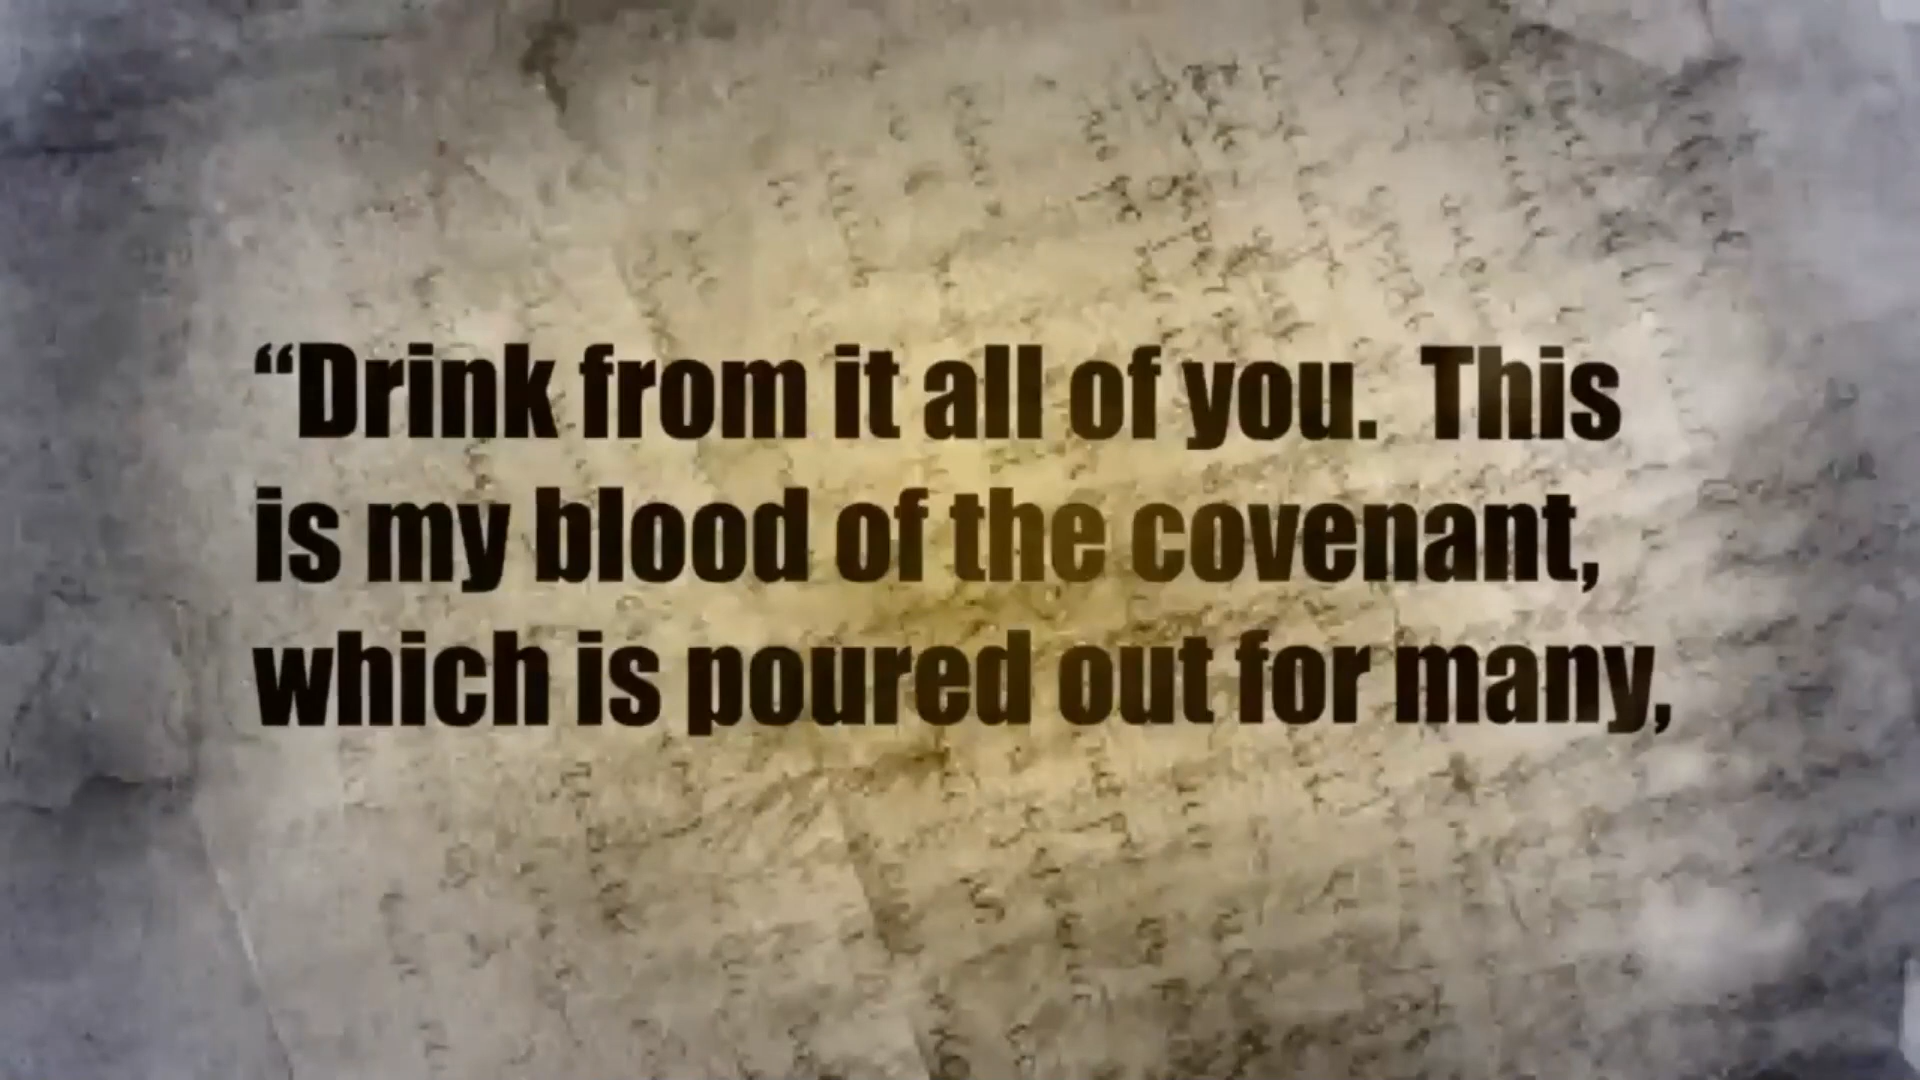 “Drink from it all of you.  This
is my blood of the covenant,
which is poured out for many,